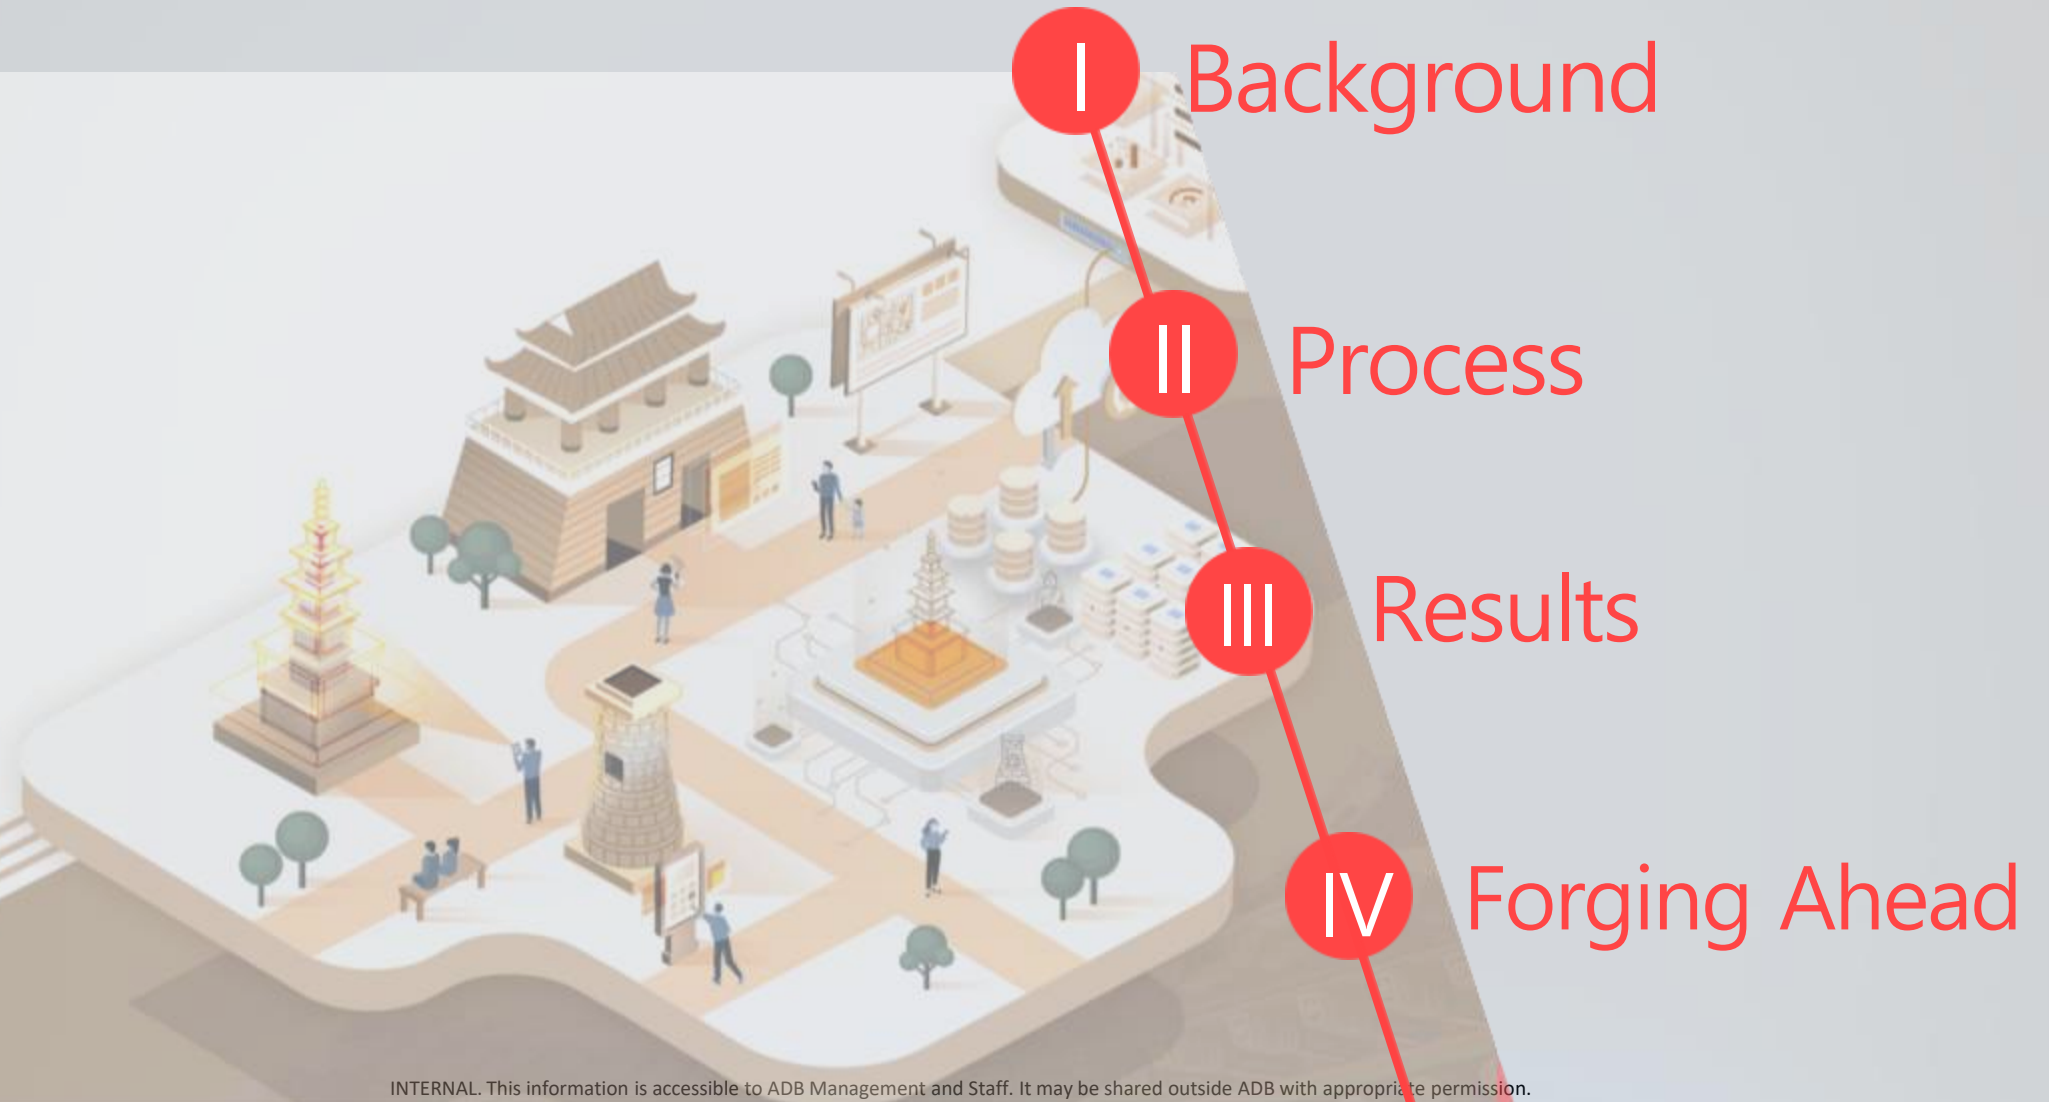 I Background
II Process
III Results
IV Forging Ahead
INTERNAL. This information is accessible to ADB Management and Staff. It may be shared outside ADB with appropriate permission.